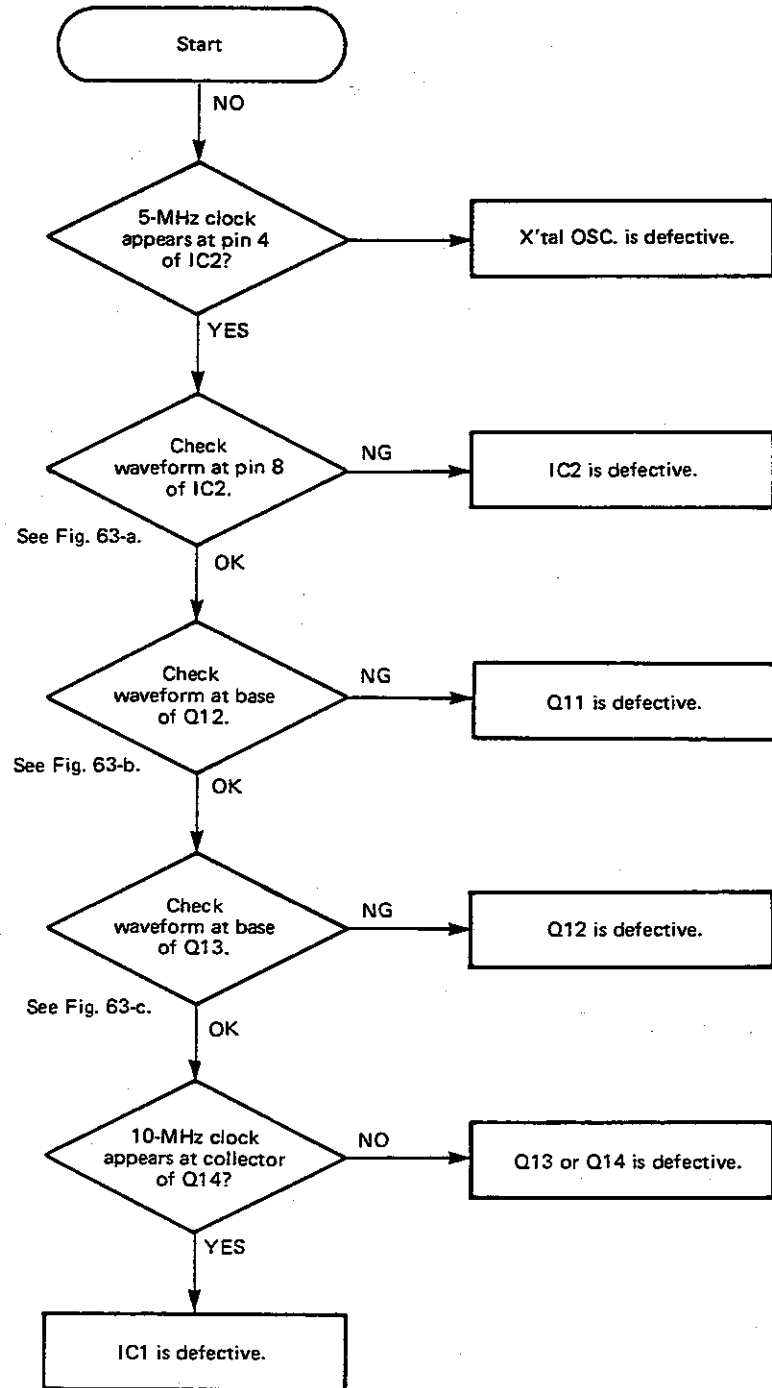 Start
NO
5-MHz clock
appears at pin 4
of IC2?
X'tal OSC. is defective.
YES
Check
waveform at pin 8
of IC2.
NG
IC2 is defective.
See Fig. 63-a.
OK
Check
waveform at base
of Q12.
NG
Q11 is defective.
See Fig. 63-b.
OK
Check
waveform at base
of Q13.
NG
Q12 is defective.
See Fig. 63-c.
OK
10-MHz clock
appears at collector
of Q14?
NO
Q13 or Q14 is defective.
YES
IC1 is defective.